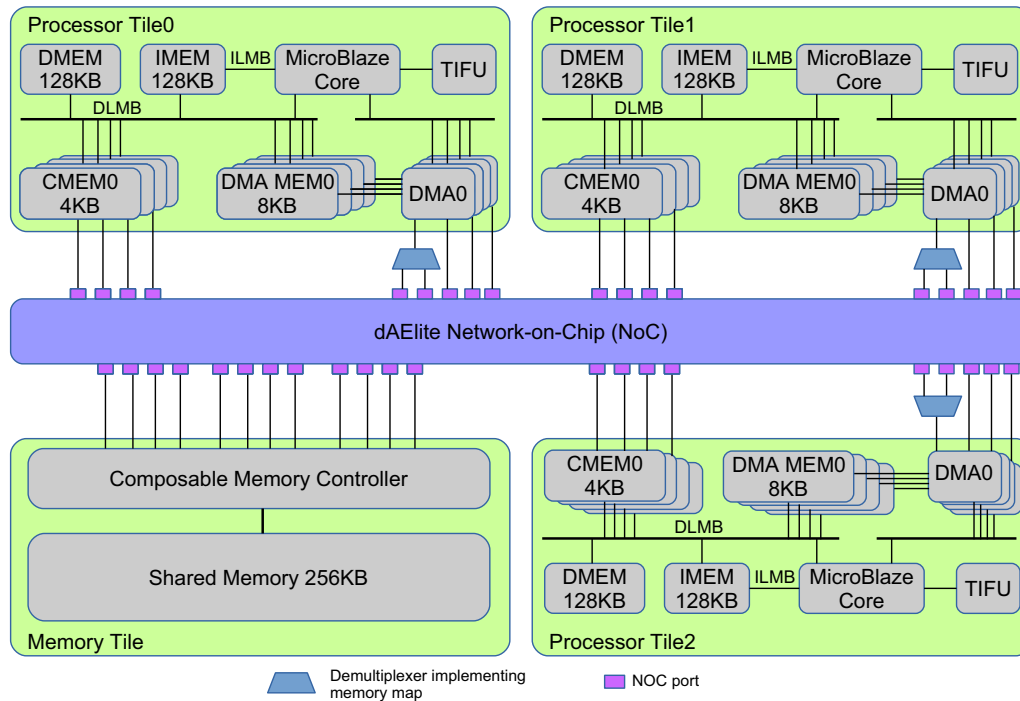 Processor Tile0
DMEM
128KB
IMEM
128KB
ILMB
MicroBlaze
Core
TIFU
DLMB
CMEM0
4KB
DMA MEM0
8KB
DMA0
Processor Tile1
DMEM
128KB
IMEM
128KB
ILMB
MicroBlaze
Core
TIFU
DLMB
CMEM0
4KB
DMA MEM0
8KB
DMA0
dAElite Network-on-Chip (NoC)
Composable Memory Controller
Shared Memory 256KB
Memory Tile
CMEM0
4KB
DMA MEM0
8KB
DMA0
DLMB
DMEM
128KB
IMEM
128KB
ILMB
MicroBlaze
Core
TIFU
Processor Tile2
Demultiplexer implementing
memory map
NOC port